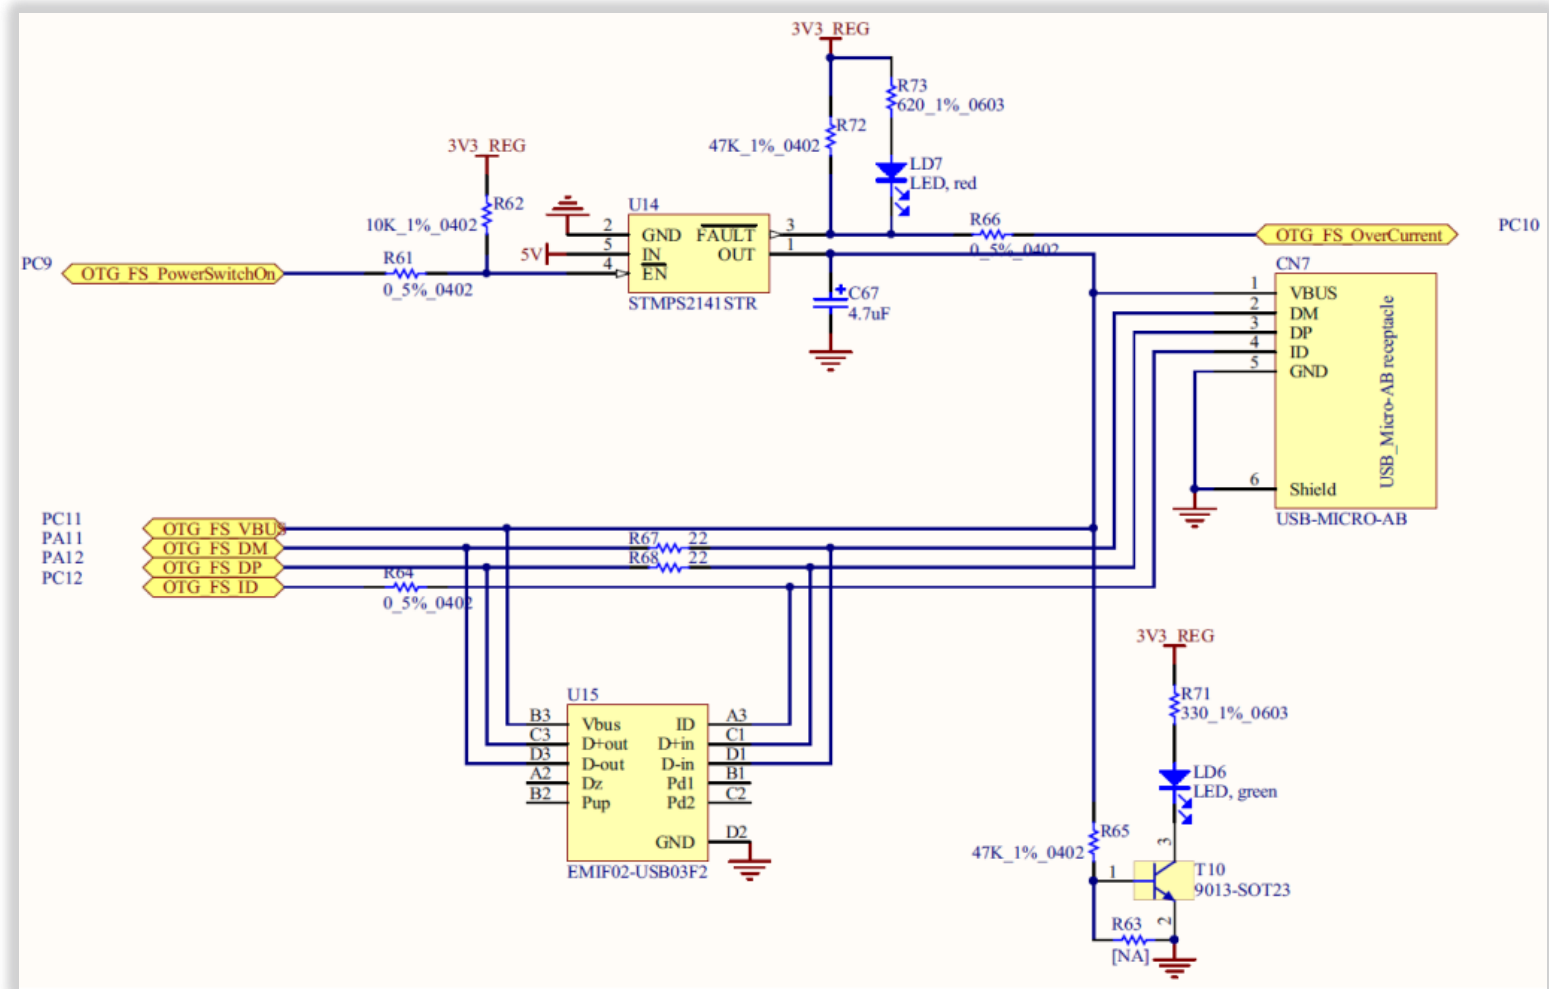 3V3_REG
R73
620_1%_0603
R72
47K_1%_0402
3V3_REG
LD7
LED, red
R62
10K_1%_0402
U14
R66
0_5%_0402
OTG_FS_OverCurrent
PC10
2
GND
FAULT
3
5V
5
IN
OUT
1
4
EN
STMPS2141STR
PC9
OTG_FS_PowerSwitchOn
R61
0_5%_0402
C67
4.7uF
CN7
1
VBUS
2
DM
3
DP
4
ID
5
GND
6
Shield
USB_Micro-AB receptacle
USB-MICRO-AB
PC11
OTG_FS_VBUS
PA11
OTG_FS_DM
R67
22
PA12
OTG_FS_DP
R68
22
PC12
OTG_FS_ID
R64
0_5%_0402
3V3_REG
R71
330_1%_0603
U15
B3
Vbus
ID
A3
C3
D+out
D+in
C1
D3
D-out
D-in
D1
A2
Dz
Pd1
B1
B2
Pup
Pd2
C2
GND
D2
EMIF02-USB03F2
LD6
LED, green
R65
47K_1%_0402
3
1
T10
9013-SOT23
2
R63
[NA]